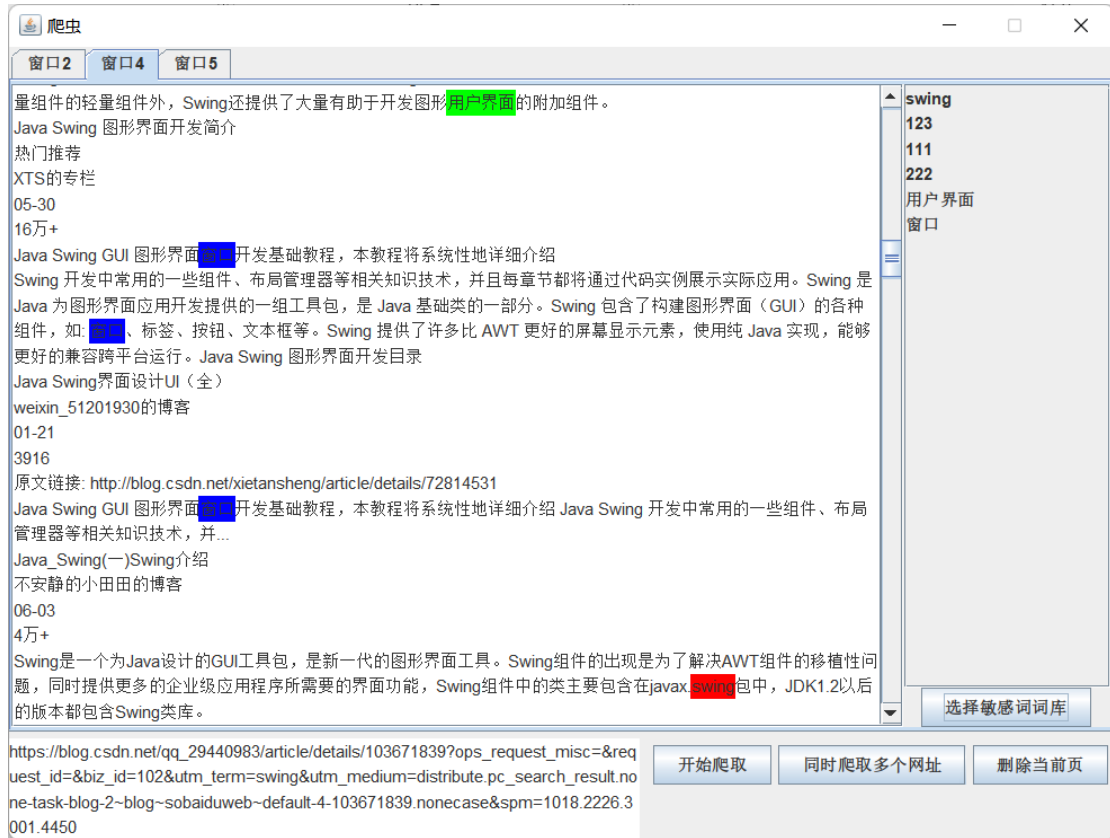 爬虫
窗口2 窗口4 窗口5
量组件的轻量组件外，Swing还提供了大量有助于开发图形用户界面的附加组件。
Java Swing 图形界面开发简介
热门推荐
XTS的专栏
05-30
16万+
Java Swing GUI 图形界面窗口开发基础教程，本教程将系统性地详细介绍
Swing 开发中常用的一些组件、布局管理器等相关知识技术，并且每章节都将通过代码实例展示实际应用。Swing 是
Java 为图形界面应用开发提供的一组工具包，是 Java 基础类的一部分。Swing 包含了构建图形界面（GUI）的各种
组件，如: 窗口、标签、按钮、文本框等。Swing 提供了许多比 AWT 更好的屏幕显示元素，使用纯 Java 实现，能够
更好的兼容跨平台运行。Java Swing 图形界面开发目录
Java Swing界面设计UI（全）
weixin_51201930的博客
01-21
3916
原文链接: http://blog.csdn.net/xietansheng/article/details/72814531
Java Swing GUI 图形界面窗口开发基础教程，本教程将系统性地详细介绍 Java Swing 开发中常用的一些组件、布局
管理器等相关知识技术，并...
Java_Swing(一)Swing介绍
不安静的小田田的博客
06-03
4万+
Swing是一个为Java设计的GUI工具包，是新一代的图形界面工具。Swing组件的出现是为了解决AWT组件的移植性问
题，同时提供更多的企业级应用程序所需要的界面功能，Swing组件中的类主要包含在javax.swing包中，JDK1.2以后
的版本都包含Swing类库。
swing
123
111
222
用户界面
窗口
选择敏感词词库
https://blog.csdn.net/qq_29440983/article/details/103671839?ops_request_misc=&req
uest_id=&biz_id=102&utm_term=swing&utm_medium=distribute.pc_search_result.no
ne-task-blog-2~blog~sobaiduweb~default-4-103671839.nonecase&spm=1018.2226.3
001.4450
开始爬取 同时爬取多个网址 删除当前页